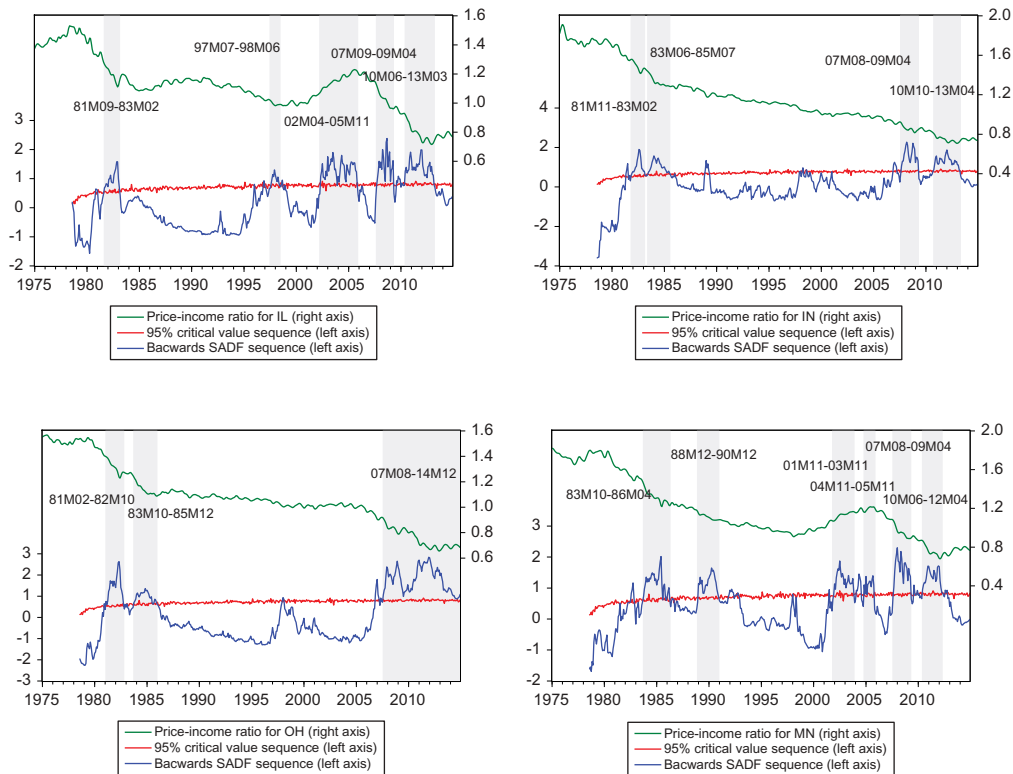 1.6
1.4
1.2
1.0
0.8
0.6
3
2
1
0
-1
-2
97M07-98M06
07M09-09M04
10M06-13M03
81M09-83M02
02M04-05M11
1975 1980 1985 1990 1995 2000 2005 2010
Price-income ratio for IL (right axis)
95% critical value sequence (left axis)
Bacwards SADF sequence (left axis)
2.0
1.6
1.2
0.8
0.4
4
2
0
-2
-4
83M06-85M07
07M08-09M04
10M10-13M04
81M11-83M02
1975 1980 1985 1990 1995 2000 2005 2010
Price-income ratio for IN (right axis)
95% critical value sequence (left axis)
Bacwards SADF sequence (left axis)
1.6
1.4
1.2
1.0
0.8
0.6
3
2
1
0
-1
-2
-3
07M08-14M12
81M02-82M10
83M10-85M12
1975 1980 1985 1990 1995 2000 2005 2010
Price-income ratio for OH (right axis)
95% critical value sequence (left axis)
Bacwards SADF sequence (left axis)
2.0
1.6
1.2
0.8
0.4
3
2
1
0
-1
-2
07M08-09M04
88M12-90M12
01M11-03M11
04M11-05M11
83M10-86M04
10M06-12M04
1975 1980 1985 1990 1995 2000 2005 2010
Price-income ratio for MN (right axis)
95% critical value sequence (left axis)
Bacwards SADF sequence (left axis)